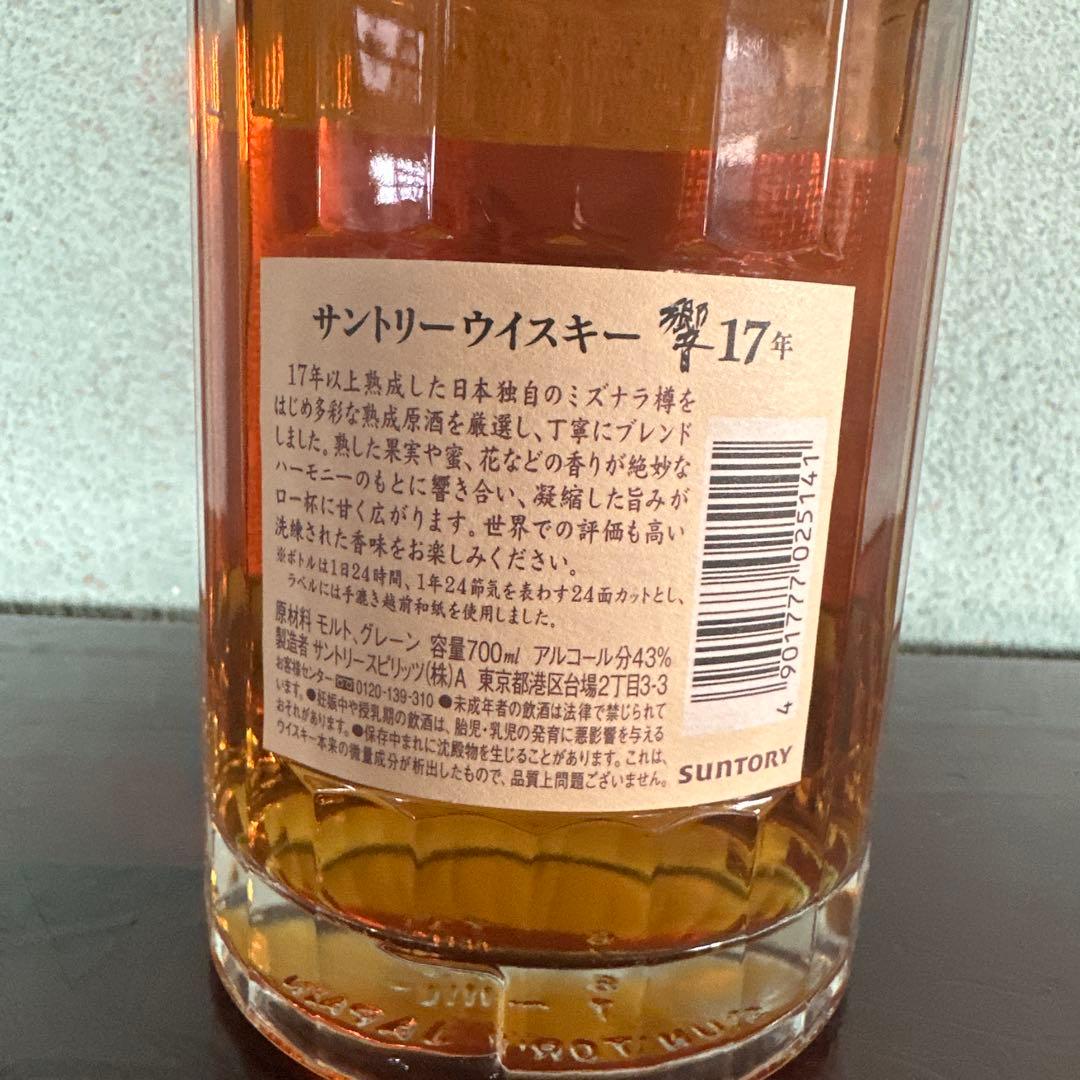 サントリーウイスキー 響 17年
17年以上熟成した日本独自のミズナラ樽を
はじめ多彩な熟成原酒を厳選し、丁寧にブレンド
しました。熟した果実や蜜、花などの香りが絶妙な
ハーモニーのもとに響き合い、凝縮した旨みが
口一杯に甘く広がります。世界での評価も高い
洗練された香味をお楽しみください。
※ボトルは1日24時間、1年24節気を表わす24面カットとし、
ラベルには手漉き越前和紙を使用しました。
原材料 モルト、グレーン 容量700ml アルコール分43%
製造者 サントリースピリッツ(株)A 東京都港区台場2丁目3-3
お客様センター 0120-139-310 ●未成年者の飲酒は法律で禁じられて
います。●妊娠中や授乳期の飲酒は、胎児・乳児の発育に悪影響を与える
おそれがあります。●保存中まれに沈殿物を生じることがあります。これは、
ウイスキー本来の微量成分が析出したもので、品質上問題ございません。
4 901777 025141
SUNTORY